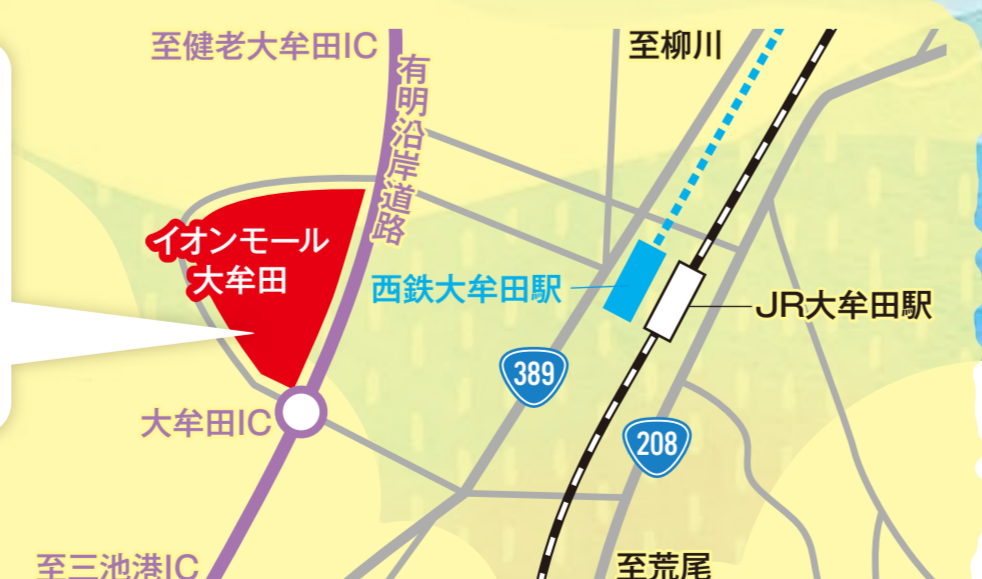 至健老大牟田IC
至柳川
有明沿岸道路
イオンモール
大牟田
西鉄大牟田駅
JR大牟田駅
389
大牟田IC
208
至三池港IC
至荒尾